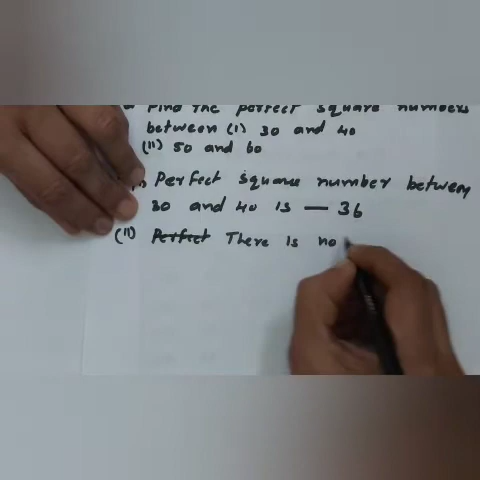 Find the perfect square numbers
between (i) 30 and 40
(ii) 50 and 60
Perfect square number between
30 and 40 is — 36
(ii) Perfect There is no